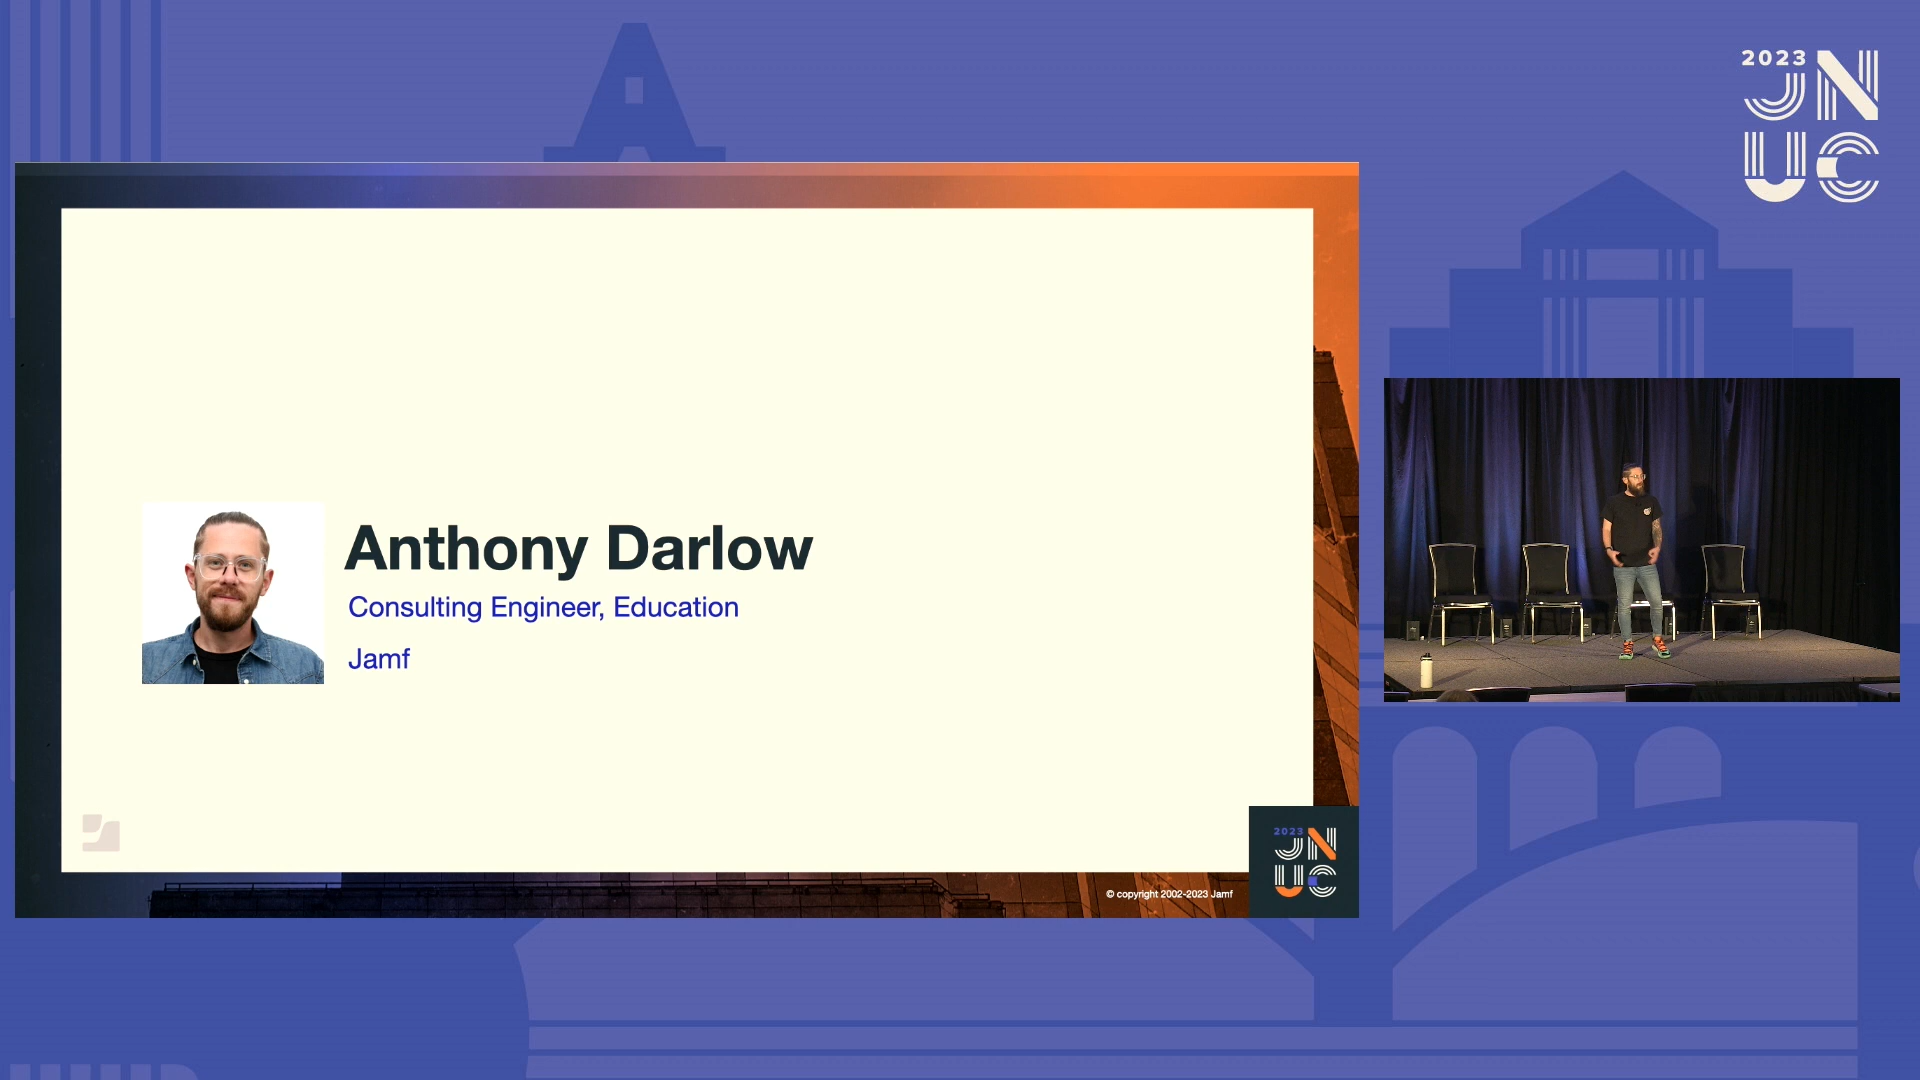 2023
JN
UC
Anthony Darlow
Consulting Engineer, Education
Jamf
2023
JN
UC
© copyright 2002-2023 Jamf